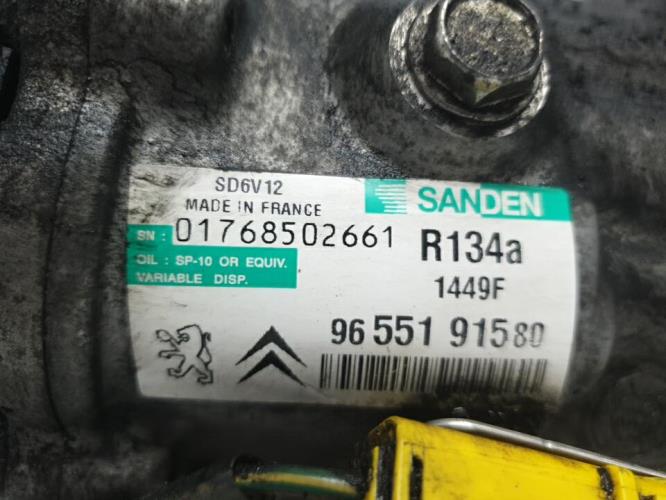 SD6V12
MADE IN FRANCE
SANDEN
SN : 01768502661
R134a
OIL : SP-10 OR EQUIV.
VARIABLE DISP.
1449F
96 551 915 80